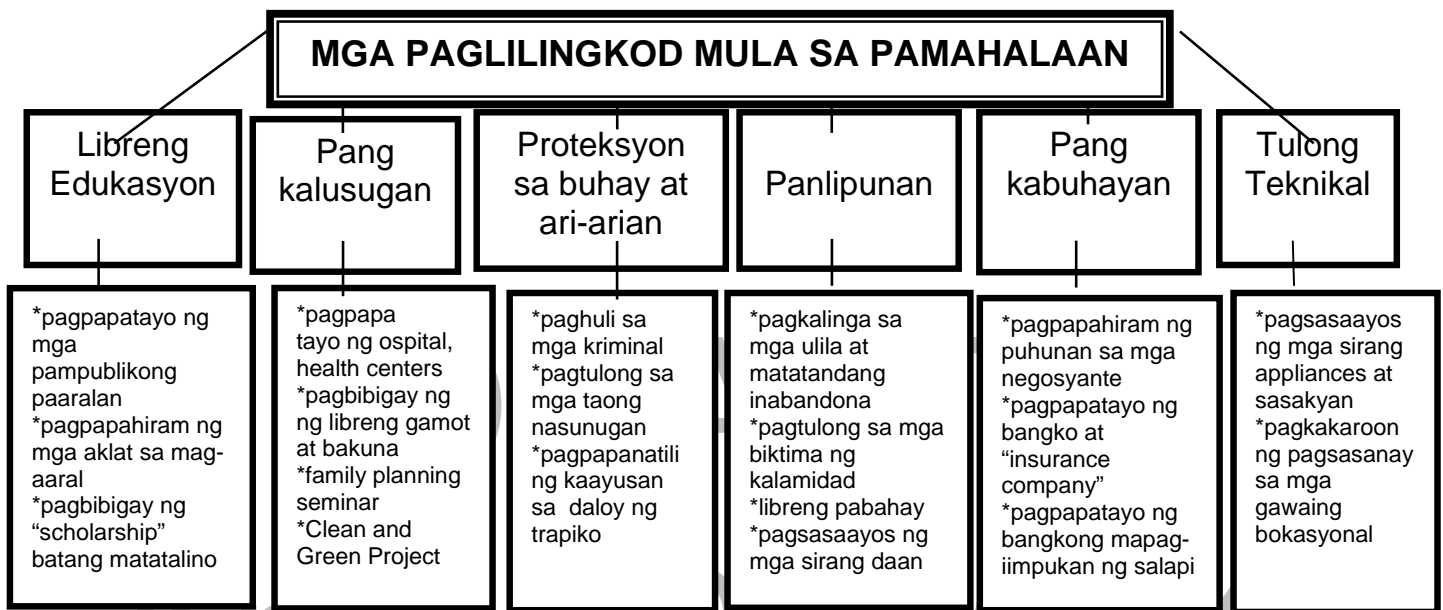 MGA PAGLILINGKOD MULA SA PAMAHALAAN
Libreng
Edukasyon
Pang
kalusugan
Proteksyon
sa buhay at
ari-arian
Panlipunan
Pang
kabuhayan
Tulong
Teknikal
*pagpapatayo ng
mga
pampublikong
paaralan
*pagpapahiram ng
mga aklat sa mag-
aaral
*pagbibigay ng
“scholarship”
batang matatalino
*pagpapa
tayo ng ospital,
health centers
*pagbibigay ng
ng libreng gamot
at bakuna
*family planning
seminar
*Clean and
Green Project
*paghuli sa
mga kriminal
*pagtulong sa
mga taong
nasunugan
*pagpapanatili
ng kaayusan
sa daloy ng
trapiko
*pagkalinga sa
mga ulila at
matatandang
inabandona
*pagtulong sa mga
biktima ng
kalamidad
*libreng pabahay
*pagsasaayos ng
mga sirang daan
*pagpapahiram ng
puhunan sa mga
negosyante
*pagpapatayo ng
bangko at
“insurance
company”
*pagpapatayo ng
bangkong mapag-
iimpukan ng salapi
*pagsasaayos
ng mga sirang
appliances at
sasakyan
*pagkakaroon
ng pagsasanay
sa mga
gawaing
bokasyonal